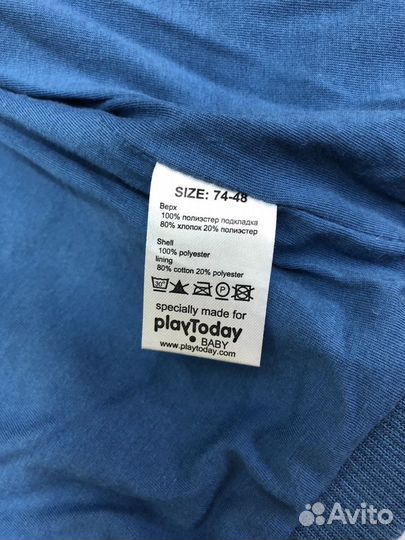 SIZE: 74-48
Верх
100% полиэстер подкладка
80% хлопок 20% полиэстер
Shell
100% polyester
lining
80% cotton 20% polyester
30°
P
specially made for
playToday
BABY
www.playtoday.com
Avito